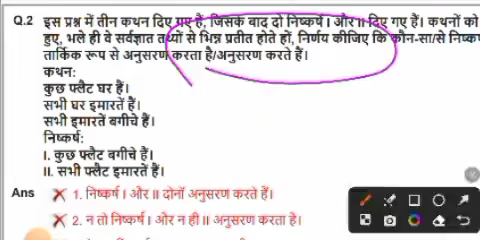 Q.2 इस प्रश्न में तीन कथन दिए गए हैं, जिसके बाद दो निष्कर्ष I और II दिए गए हैं। कथनों को
हुए, भले ही वे सर्वज्ञात तथ्यों से भिन्न प्रतीत होते हों, निर्णय कीजिए कि कौन-सा/से
तार्किक रूप से अनुसरण करता है/अनुसरण करते हैं।
कथन:
कुछ फ्लैट घर हैं।
सभी घर इमारतें हैं।
सभी इमारतें बगीचे हैं।
निष्कर्ष:
I. कुछ फ्लैट बगीचे हैं।
II. सभी फ्लैट इमारतें हैं।
Ans 1. निष्कर्ष I और II दोनों अनुसरण करते हैं।
2. न तो निष्कर्ष I और न ही II अनुसरण करता है।